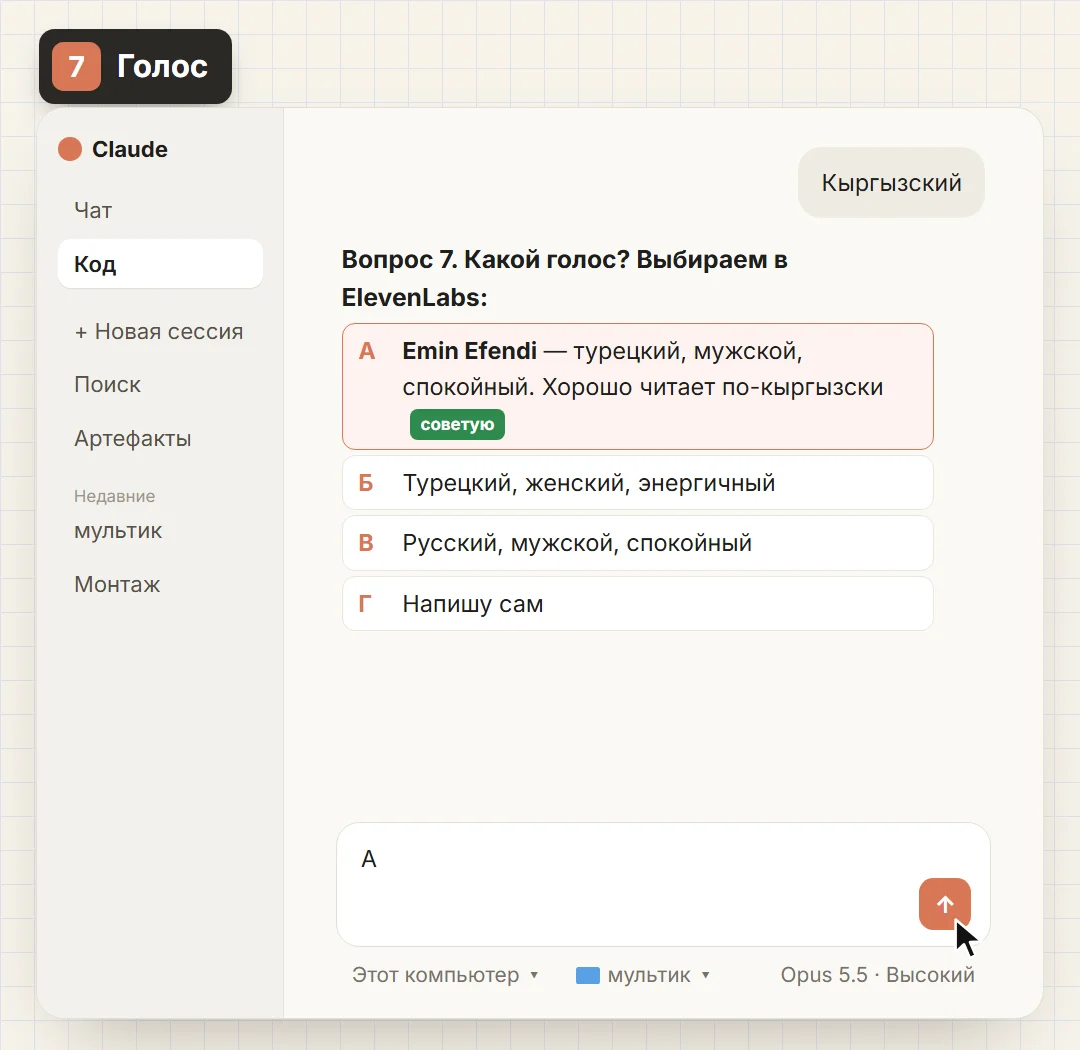 7 Голос
Claude
Чат
Код
+ Новая сессия
Поиск
Артефакты
Недавние
мультик
Монтаж
Кыргызский
Вопрос 7. Какой голос? Выбираем в
ElevenLabs:
А Emin Efendi — турецкий, мужской,
спокойный. Хорошо читает по-кыргызски
советую
Б Турецкий, женский, энергичный
В Русский, мужской, спокойный
Г Напишу сам
А
Этот компьютер ▾ мультик ▾ Opus 5.5 · Высокий